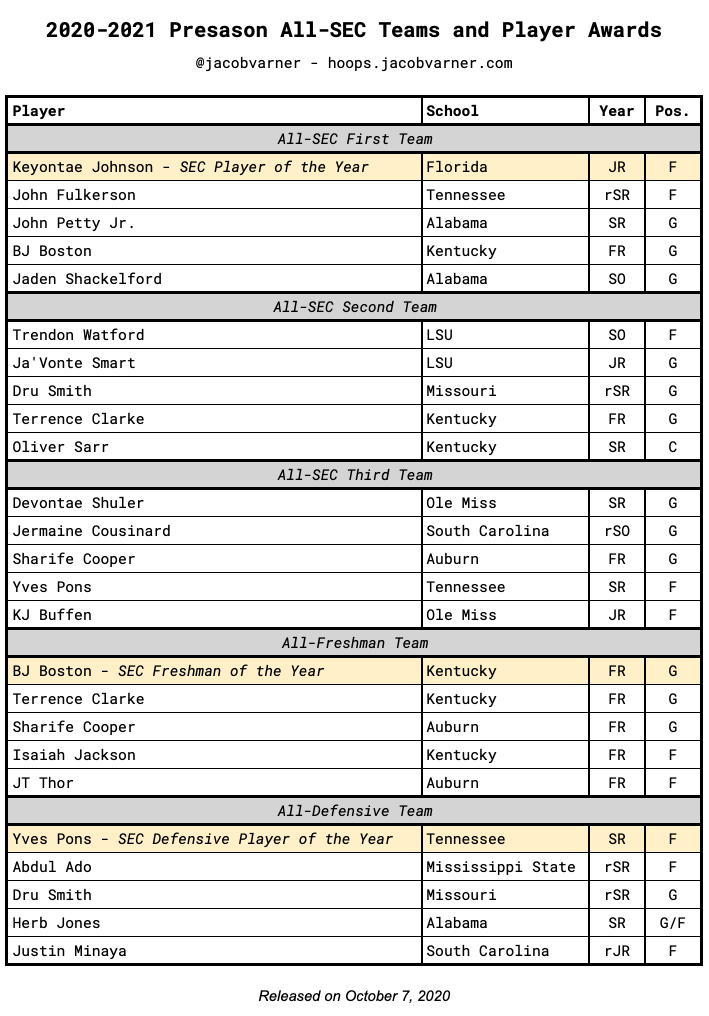 2020-2021 Presason All-SEC Teams and Player Awards
@jacobvarner - hoops.jacobvarner.com
Player School Year Pos.
All-SEC First Team
Keyontae Johnson - SEC Player of the Year Florida JR F
John Fulkerson Tennessee rSR F
John Petty Jr. Alabama SR G
BJ Boston Kentucky FR G
Jaden Shackelford Alabama SO G
All-SEC Second Team
Trendon Watford LSU SO F
Ja'Vonte Smart LSU JR G
Dru Smith Missouri rSR G
Terrence Clarke Kentucky FR G
Oliver Sarr Kentucky SR C
All-SEC Third Team
Devontae Shuler Ole Miss SR G
Jermaine Cousinard South Carolina rSO G
Sharife Cooper Auburn FR G
Yves Pons Tennessee SR F
KJ Buffen Ole Miss JR F
All-Freshman Team
BJ Boston - SEC Freshman of the Year Kentucky FR G
Terrence Clarke Kentucky FR G
Sharife Cooper Auburn FR G
Isaiah Jackson Kentucky FR F
JT Thor Auburn FR F
All-Defensive Team
Yves Pons - SEC Defensive Player of the Year Tennessee SR F
Abdul Ado Mississippi State rSR F
Dru Smith Missouri rSR G
Herb Jones Alabama SR G/F
Justin Minaya South Carolina rJR F
Released on October 7, 2020